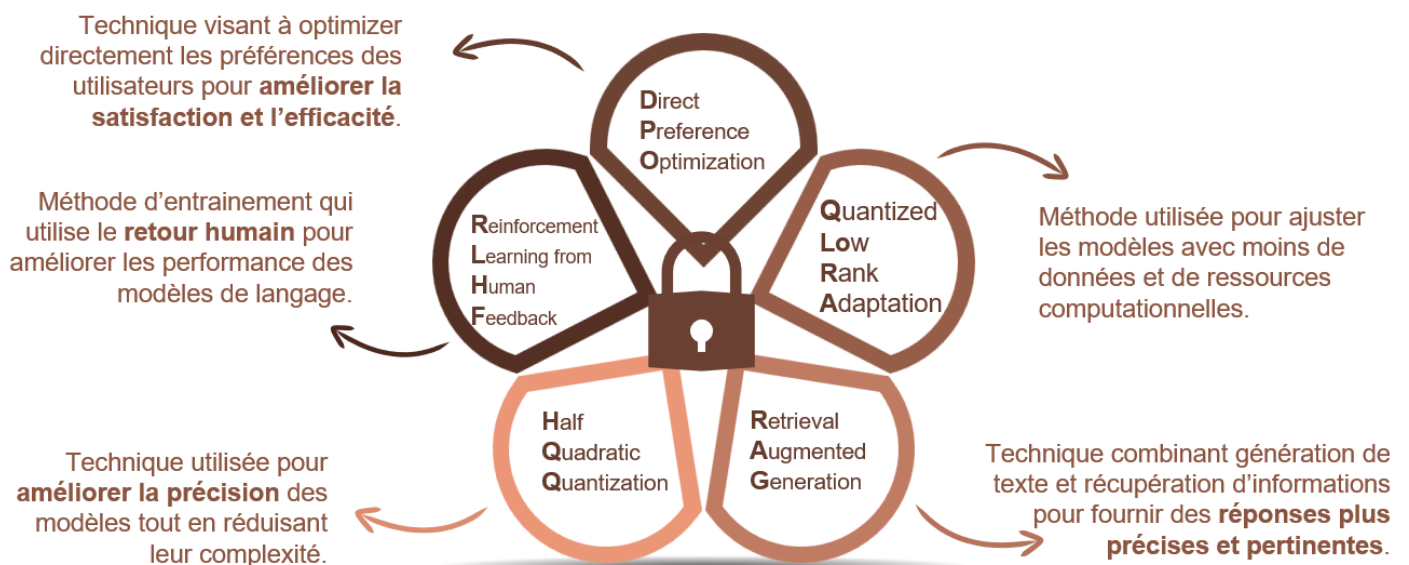 Technique visant à optimizer
directement les préférences des
utilisateurs pour améliorer la
satisfaction et l'efficacité.
Direct
Preference
Optimization
Méthode d'entrainement qui
utilise le retour humain pour
améliorer les performance des
modèles de langage.
Reinforcement
Learning from
Human
Feedback
Quantized
Low
Rank
Adaptation
Méthode utilisée pour ajuster
les modèles avec moins de
données et de ressources
computationnelles.
Technique utilisée pour
améliorer la précision des
modèles tout en réduisant
leur complexité.
Half
Quadratic
Quantization
Retrieval
Augmented
Generation
Technique combinant génération de
texte et récupération d'informations
pour fournir des réponses plus
précises et pertinentes.